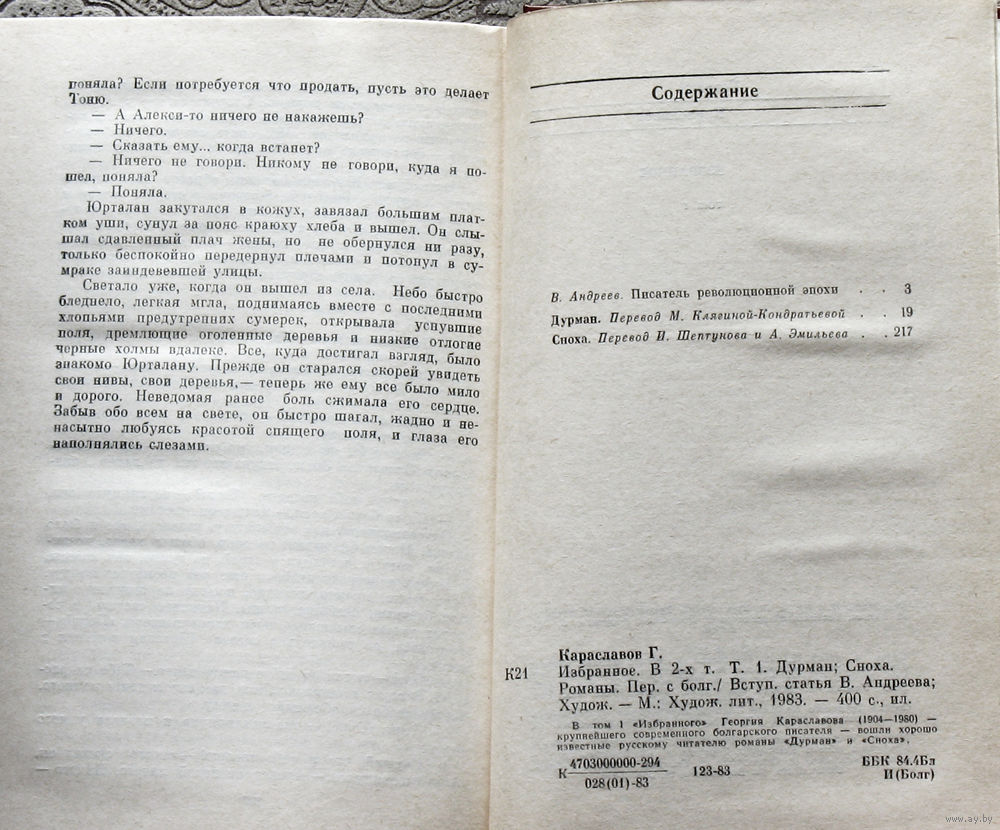 поняла? Если потребуется что продать, пусть это делает
Тоню.
— А Алекси-то ничего не накажешь?
— Ничего.
— Сказать ему... когда встанет?
— Ничего не говори. Никому не говори, куда я по-
шел, поняла?
— Поняла.
Юрталан закутался в кожух, завязал большим плат-
ком уши, сунул за пояс краюху хлеба и вышел. Он слы-
шал сдавленный плач жены, но не обернулся ни разу,
только беспокойно передернул плечами и потонул в су-
мраке заиндевевшей улицы.
Светало уже, когда он вышел из села. Небо быстро
бледнело, легкая мгла, поднимаясь вместе с последними
хлопьями предутренних сумерек, открывала уснувшие
поля, дремлющие оголенные деревья и низкие отлогие
черные холмы вдалеке. Все, куда достигал взгляд, было
знакомо Юрталану. Прежде он старался скорей увидеть
свои нивы, свои деревья,— теперь же ему все было мило
и дорого. Неведомая ранее боль сжимала его сердце.
Забыв обо всем на свете, он быстро шагал, жадно и не-
насытно любуясь красотой спящего поля, и глаза его
наполнялись слезами.
Содержание
В. Андреев. Писатель революционной эпохи . . 3
Дурман. Перевод М. Клягиной-Кондратьевой . . 19
Сноха. Перевод И. Шептунова и А. Эмильева . . 217
Караславов Г.
К21 Избранное. В 2-х т. Т. 1. Дурман; Сноха.
Романы. Пер. с болг./ Вступ. статья В. Андреева;
Худож. — М.: Худож. лит., 1983. — 400 с., ил.
В том 1 «Избранного» Георгия Караславова (1904—1980) —
крупнейшего современного болгарского писателя — вошли хорошо
известные русскому читателю романы «Дурман» и «Сноха».
К 4703000000-294
028(01)-83
123-83
ББК 84.4Бл
И(Болг)
www.ay.by